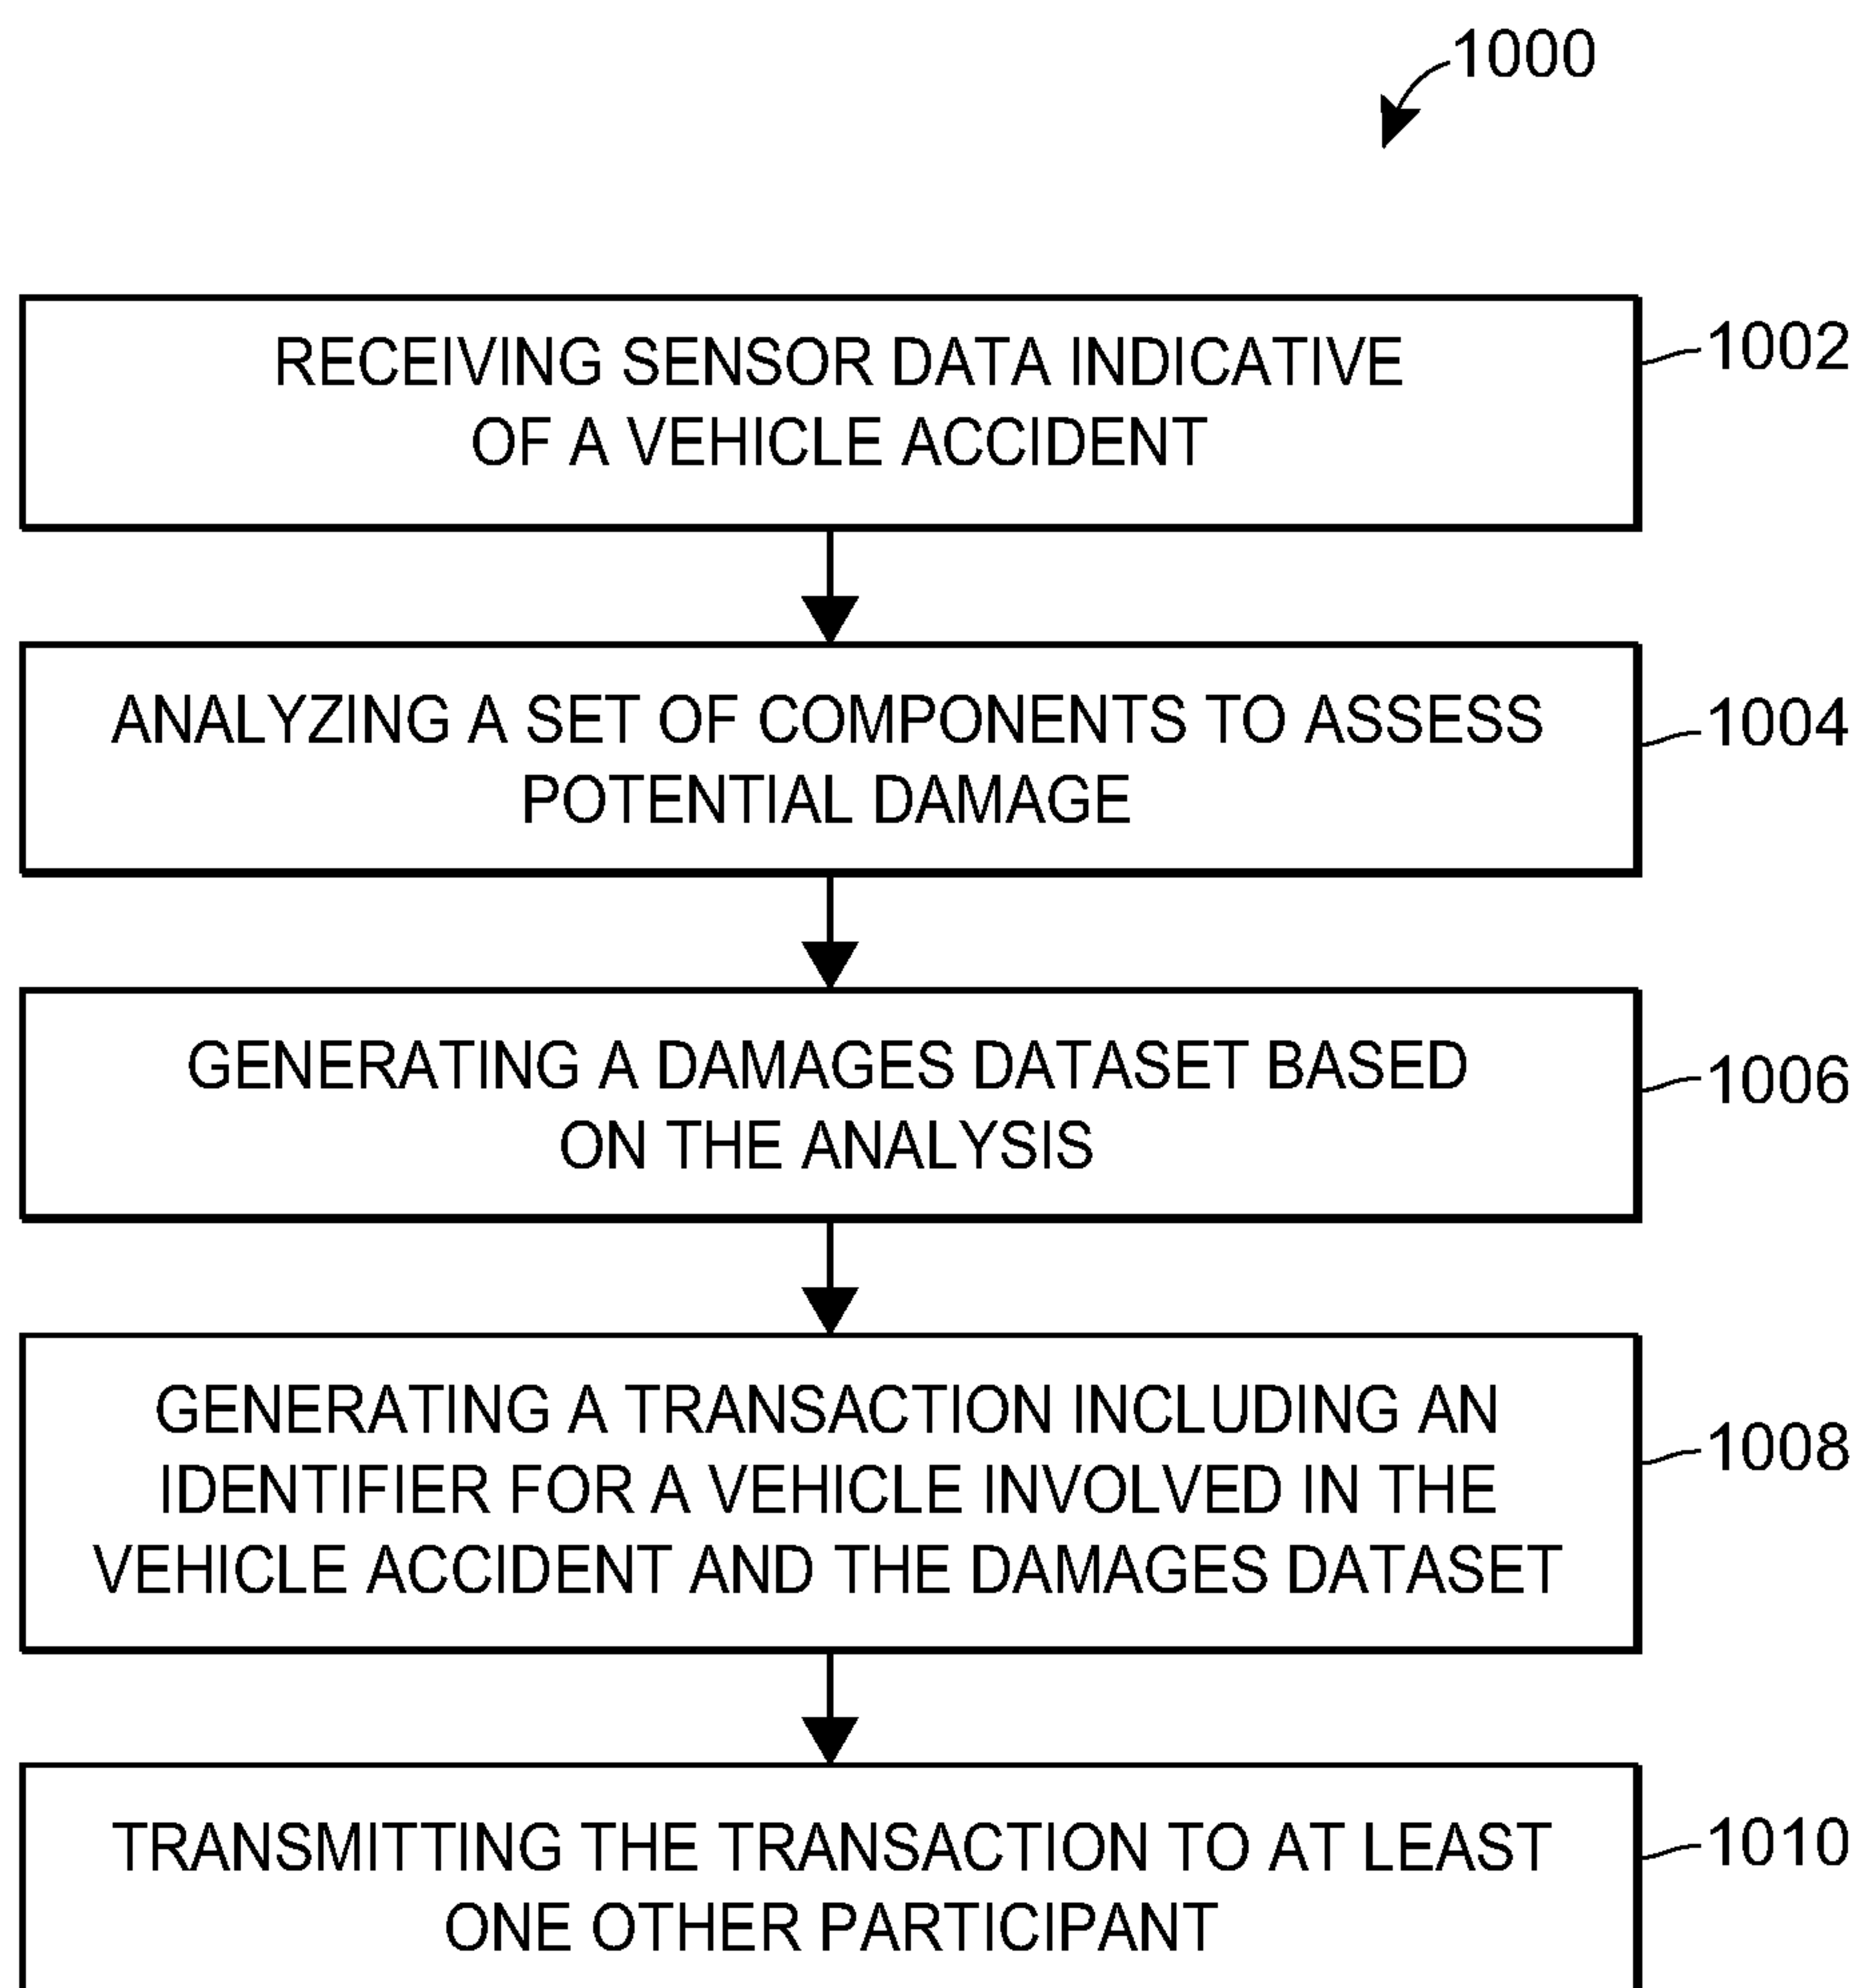 1000
RECEIVING SENSOR DATA INDICATIVE
OF A VEHICLE ACCIDENT
1002
ANALYZING A SET OF COMPONENTS TO ASSESS
POTENTIAL DAMAGE
1004
GENERATING A DAMAGES DATASET BASED
ON THE ANALYSIS
1006
GENERATING A TRANSACTION INCLUDING AN
IDENTIFIER FOR A VEHICLE INVOLVED IN THE
VEHICLE ACCIDENT AND THE DAMAGES DATASET
1008
TRANSMITTING THE TRANSACTION TO AT LEAST
ONE OTHER PARTICIPANT
1010